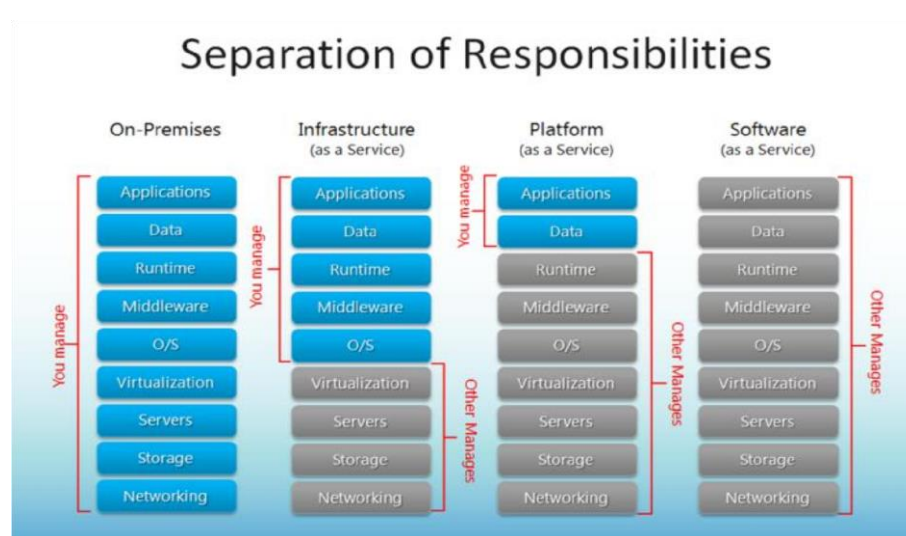 Separation of Responsibilities
On-Premises
You manage
Applications
Data
Runtime
Middleware
O/S
Virtualization
Servers
Storage
Networking
Infrastructure
(as a Service)
You manage
Applications
Data
Runtime
Middleware
O/S
Virtualization
Servers
Storage
Networking
Other Manages
Platform
(as a Service)
You manage
Applications
Data
Runtime
Middleware
O/S
Virtualization
Servers
Storage
Networking
Other Manages
Software
(as a Service)
Applications
Data
Runtime
Middleware
O/S
Virtualization
Servers
Storage
Networking
Other Manages